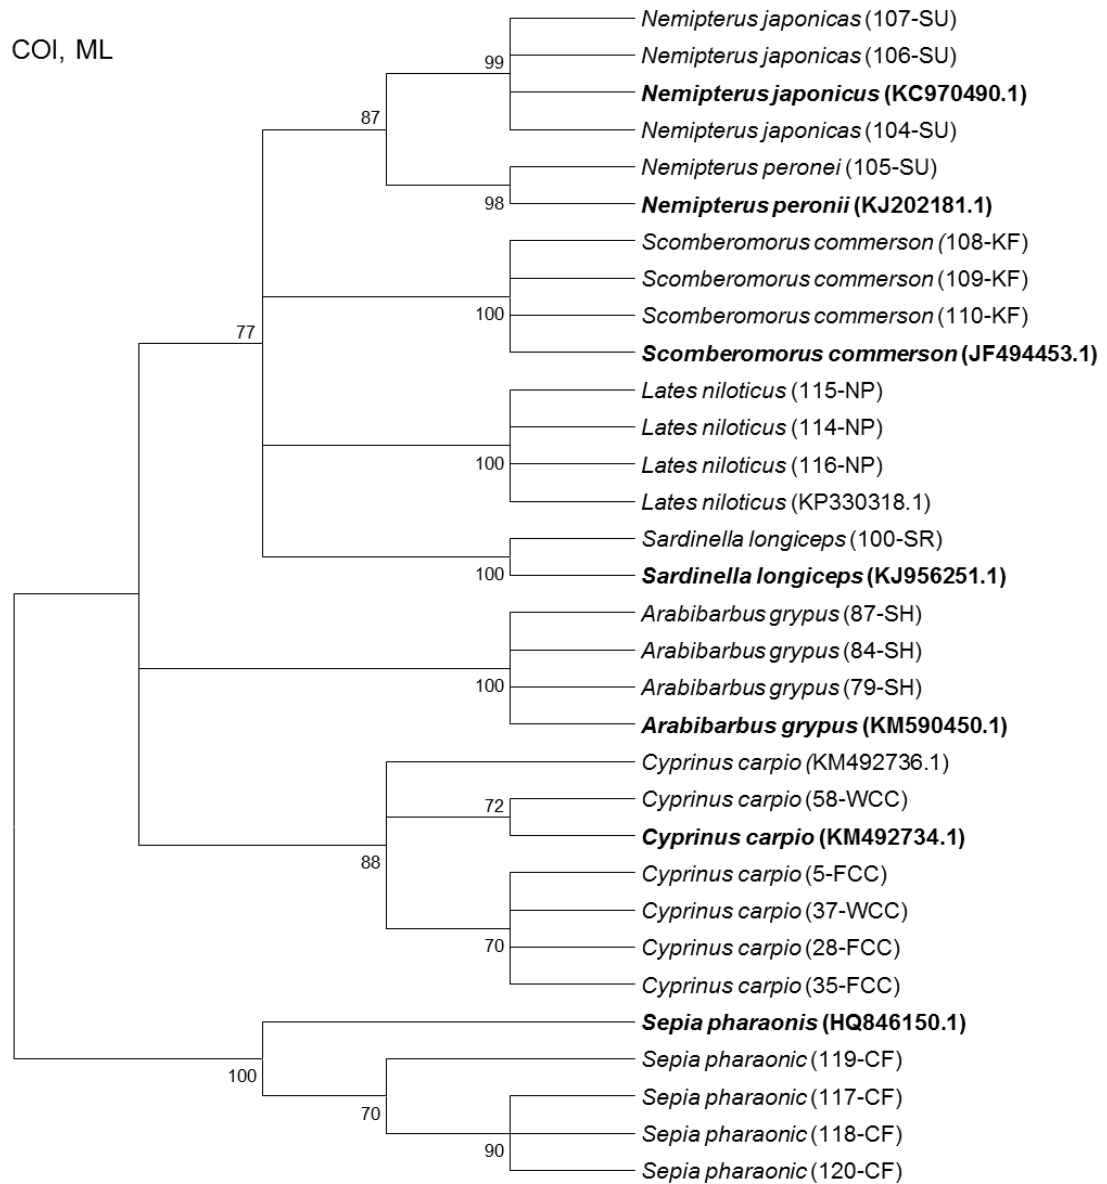 COI, ML
Nemipterus japonicas (107-SU)
Nemipterus japonicas (106-SU)
99
Nemipterus japonicus (KC970490.1)
87
Nemipterus japonicas (104-SU)
Nemipterus peronei (105-SU)
98
Nemipterus peronii (KJ202181.1)
Scomberomorus commerson (108-KF)
Scomberomorus commerson (109-KF)
100
Scomberomorus commerson (110-KF)
77
Scomberomorus commerson (JF494453.1)
Lates niloticus (115-NP)
Lates niloticus (114-NP)
100
Lates niloticus (116-NP)
Lates niloticus (KP330318.1)
Sardinella longiceps (100-SR)
100
Sardinella longiceps (KJ956251.1)
Arabibarbus grypus (87-SH)
Arabibarbus grypus (84-SH)
100
Arabibarbus grypus (79-SH)
Arabibarbus grypus (KM590450.1)
Cyprinus carpio (KM492736.1)
72
Cyprinus carpio (58-WCC)
Cyprinus carpio (KM492734.1)
88
Cyprinus carpio (5-FCC)
Cyprinus carpio (37-WCC)
70
Cyprinus carpio (28-FCC)
Cyprinus carpio (35-FCC)
Sepia pharaonis (HQ846150.1)
100
Sepia pharaonic (119-CF)
70
Sepia pharaonic (117-CF)
Sepia pharaonic (118-CF)
90
Sepia pharaonic (120-CF)